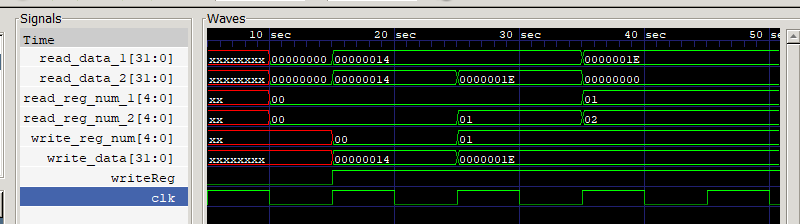 Signals
Waves
Time
10 sec 20 sec 30 sec 40 sec 50 se
read_data_1[31:0] xxxxxxxx 00000000 00000014 0000001E
read_data_2[31:0] xxxxxxxx 00000000 00000014 0000001E 00000000
read_reg_num_1[4:0] xx 00 01
read_reg_num_2[4:0] xx 00 01 02
write_reg_num[4:0] xx 00 01
write_data[31:0] xxxxxxxx 00000014 0000001E
writeReg
clk